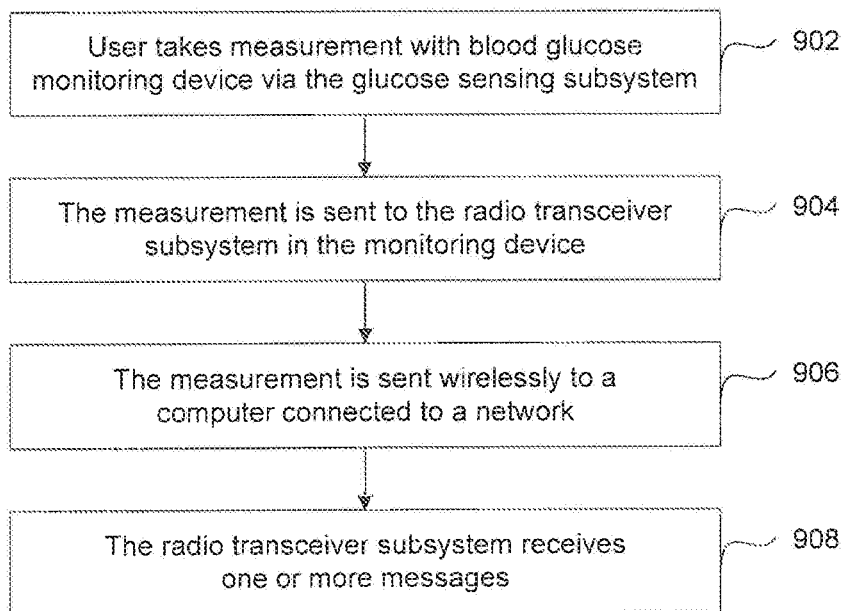 User takes measurement with blood glucose
monitoring device via the glucose sensing subsystem
902
The measurement is sent to the radio transceiver
subsystem in the monitoring device
904
The measurement is sent wirelessly to a
computer connected to a network
906
The radio transceiver subsystem receives
one or more messages
908